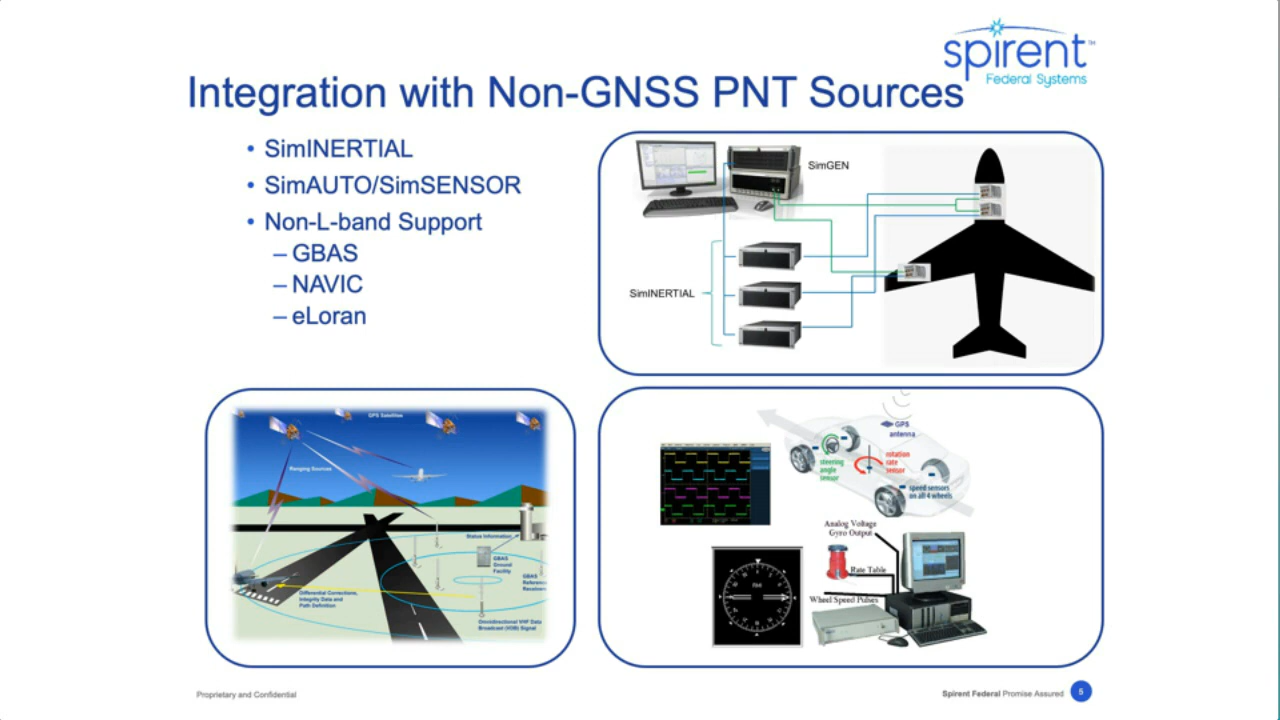 spirent™
Federal Systems
Integration with Non-GNSS PNT Sources
• SimINERTIAL
• SimAUTO/SimSENSOR
• Non-L-band Support
– GBAS
– NAVIC
– eLoran
SimGEN
SimINERTIAL
GPS Satellites
Ranging Sources
Status Information
GBAS
Ground
Facility
GBAS
Reference
Receivers
Differential Corrections,
Integrity Data and
Path Definition
Omnidirectional VHF Data
Broadcast (VDB) Signal
GPS
antenna
steering
angle
sensor
rotation
rate
sensor
speed sensors
on all 4 wheels
Analog Voltage
Gyro Output
Rate Table
Wheel Speed Pulses
RMI
Proprietary and Confidential
Spirent Federal Promise Assured
5